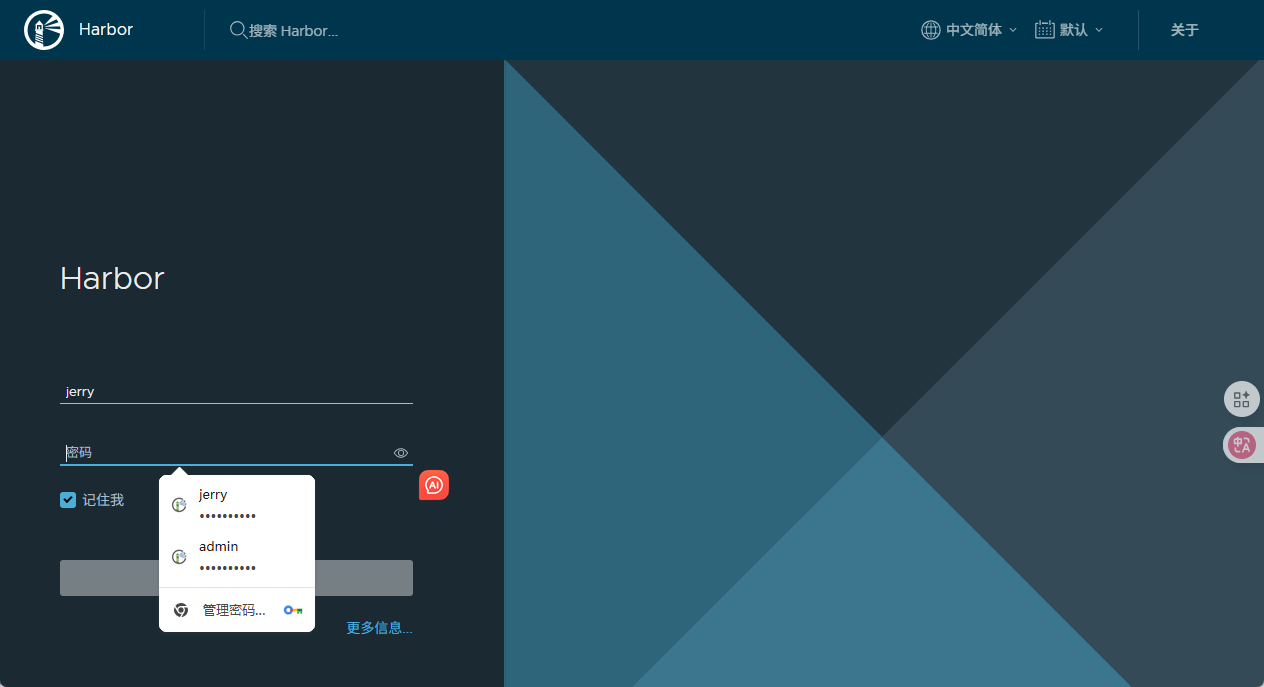 Harbor
搜索 Harbor...
中文简体
默认
关于
Harbor
jerry
密码
记住我
jerry
••••••••••
admin
••••••••••
管理密码...
更多信息...
AI
中A